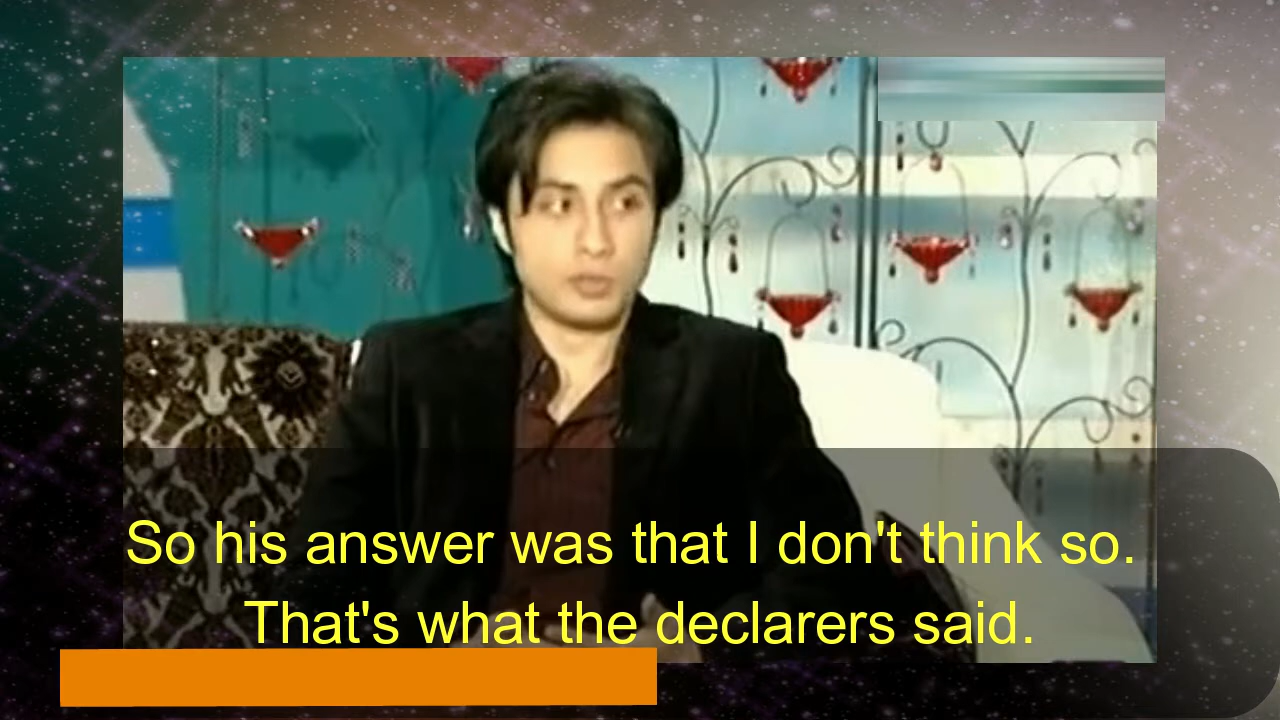 So his answer was that I don't think so.
That's what the declarers said.